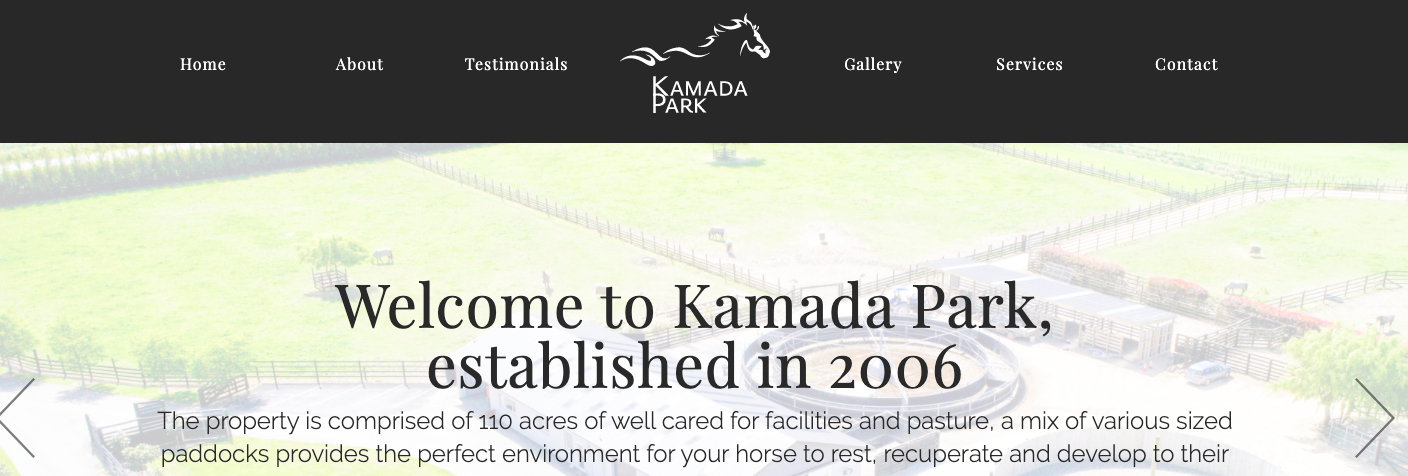 Home About Testimonials KAMADA PARK Gallery Services Contact
Welcome to Kamada Park,
established in 2006
The property is comprised of 110 acres of well cared for facilities and pasture, a mix of various sized
paddocks provides the perfect environment for your horse to rest, recuperate and develop to their